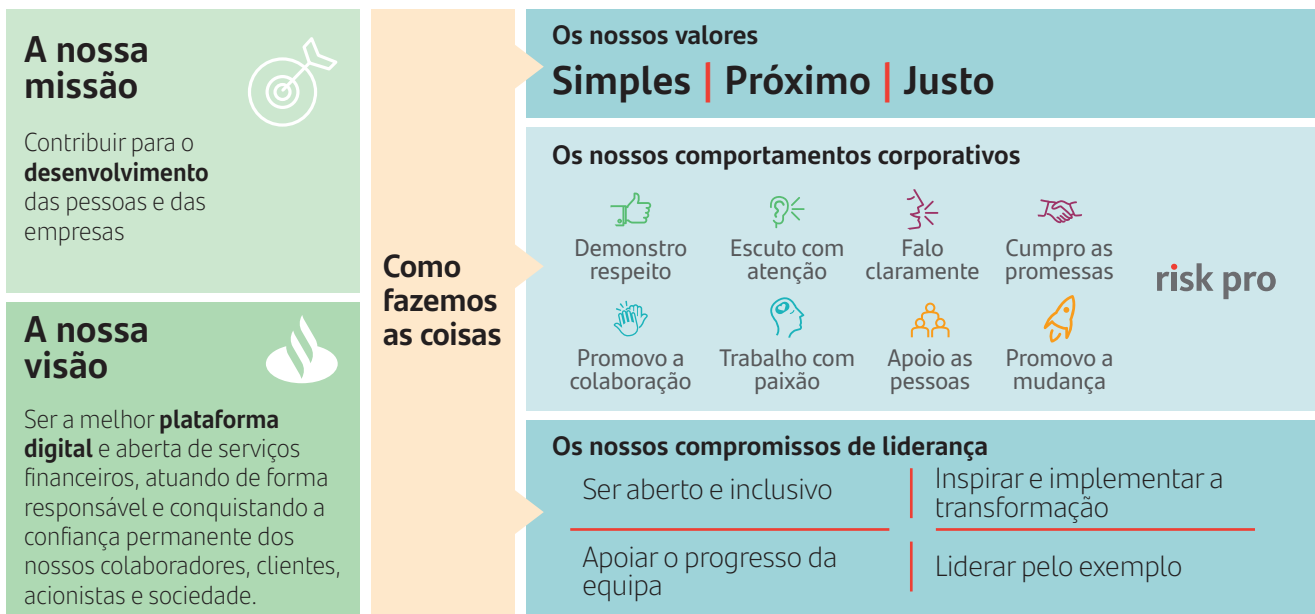 A nossa
missão
Contribuir para o
desenvolvimento
das pessoas e das
empresas
A nossa
visão
Ser a melhor plataforma
digital e aberta de serviços
financeiros, atuando de forma
responsável e conquistando a
confiança permanente dos
nossos colaboradores, clientes,
acionistas e sociedade.
Como
fazemos
as coisas
Os nossos valores
Simples | Próximo | Justo
Os nossos comportamentos corporativos
Demonstro
respeito
Escuto com
atenção
Falo
claramente
Cumpro as
promessas
Promovo a
colaboração
Trabalho com
paixão
Apoio as
pessoas
Promovo a
mudança
risk pro
Os nossos compromissos de liderança
Ser aberto e inclusivo
Inspirar e implementar a
transformação
Apoiar o progresso da
equipa
Liderar pelo exemplo